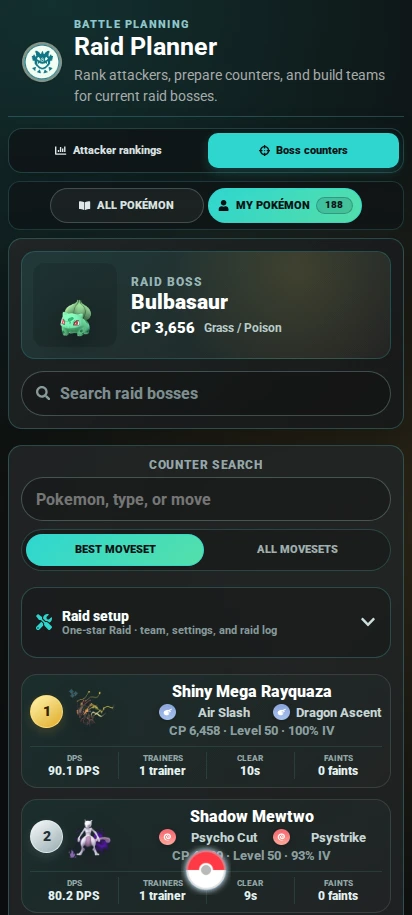 BATTLE PLANNING
Raid Planner
Rank attackers, prepare counters, and build teams
for current raid bosses.
Attacker rankings
Boss counters
ALL POKÉMON
MY POKÉMON 188
RAID BOSS
Bulbasaur
CP 3,656 Grass / Poison
Search raid bosses
COUNTER SEARCH
Pokemon, type, or move
BEST MOVESET
ALL MOVESETS
Raid setup
One-star Raid · team, settings, and raid log
1
Shiny Mega Rayquaza
Air Slash Dragon Ascent
CP 6,458 · Level 50 · 100% IV
DPS TRAINERS CLEAR FAINTS
90.1 DPS 1 trainer 10s 0 faints
2
Shadow Mewtwo
Psycho Cut Psystrike
Level 50 · 93% IV
DPS TRAINERS CLEAR FAINTS
80.2 DPS 1 trainer 9s 0 faints